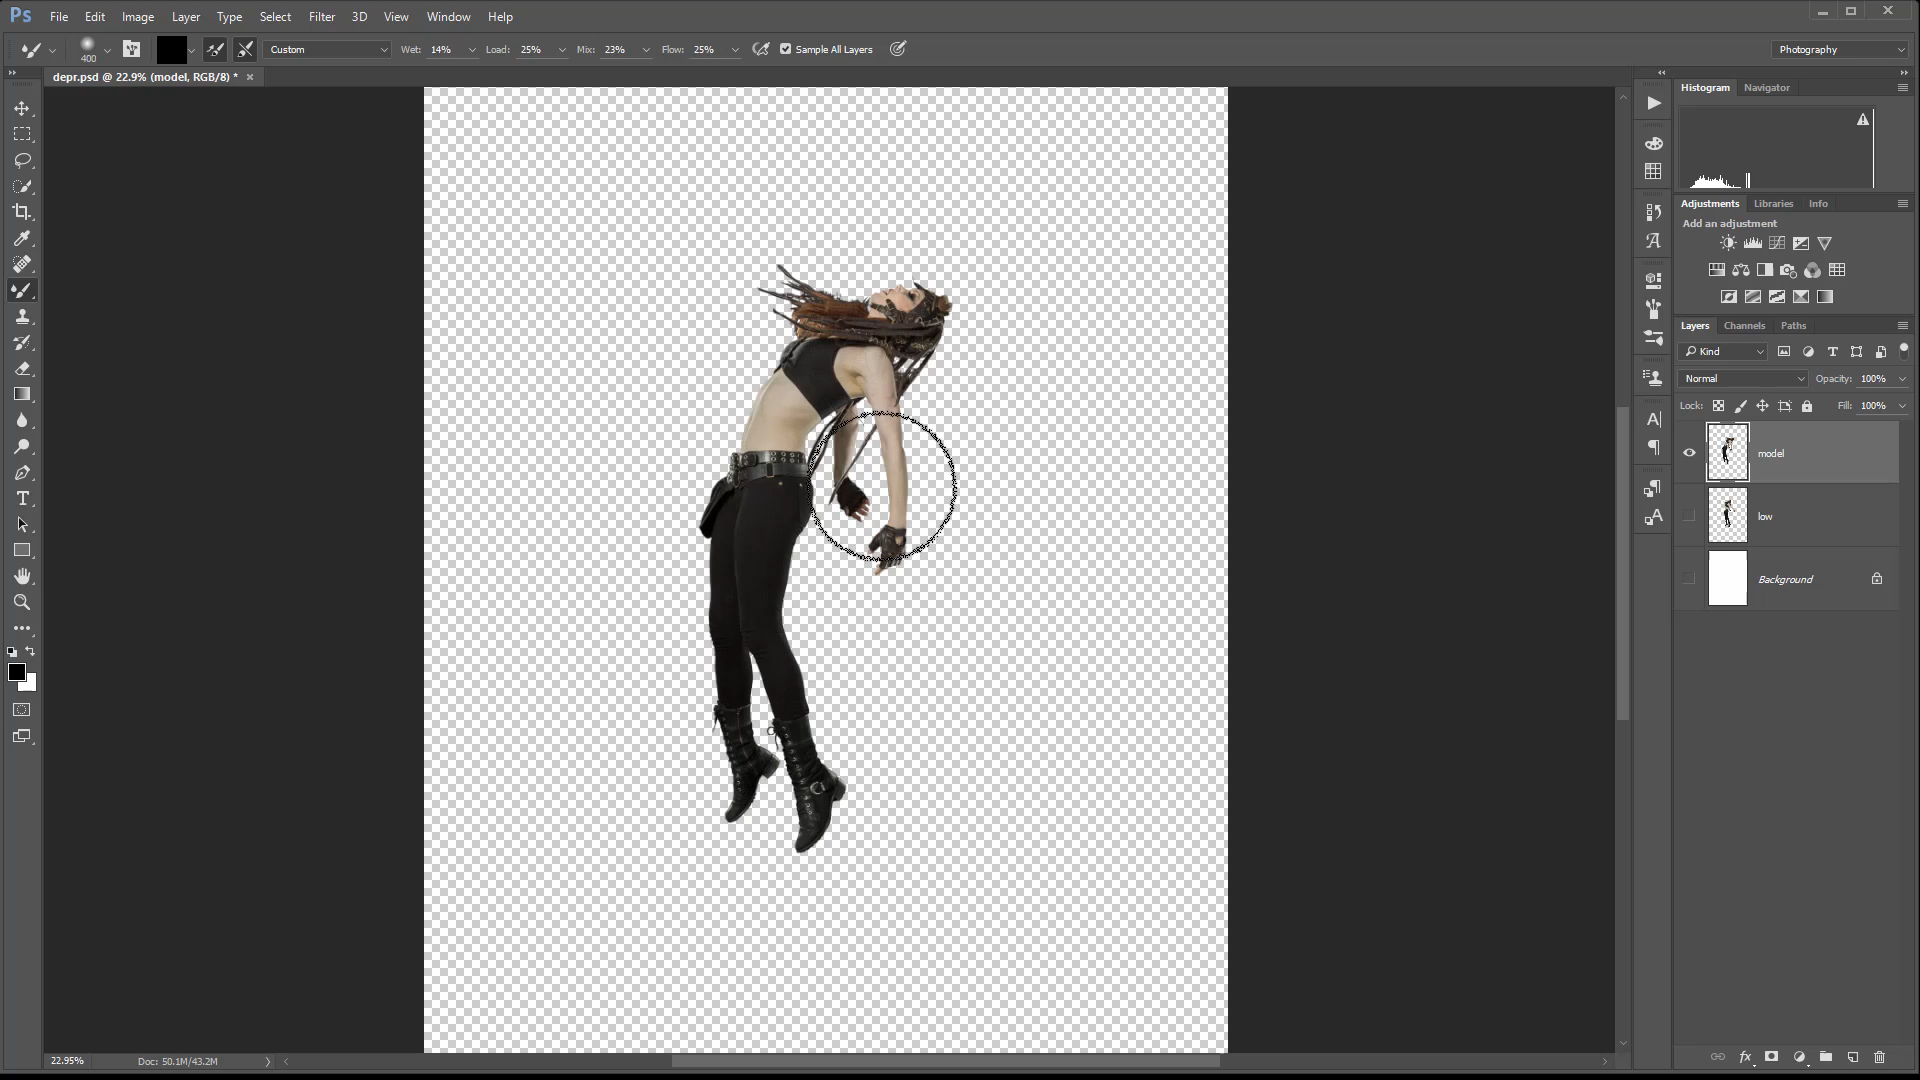 Ps File Edit Image Layer Type Select Filter 3D View Window Help
400 Custom Wet: 14% Load: 25% Mix: 23% Flow: 25% Sample All Layers Photography
depr.psd @ 22.9% (model, RGB/8) *
Histogram Navigator
Adjustments Libraries Info
Add an adjustment
Layers Channels Paths
Kind
Normal Opacity: 100%
Lock: Fill: 100%
model
low
Background
22.95% Doc: 50.1M/43.2M